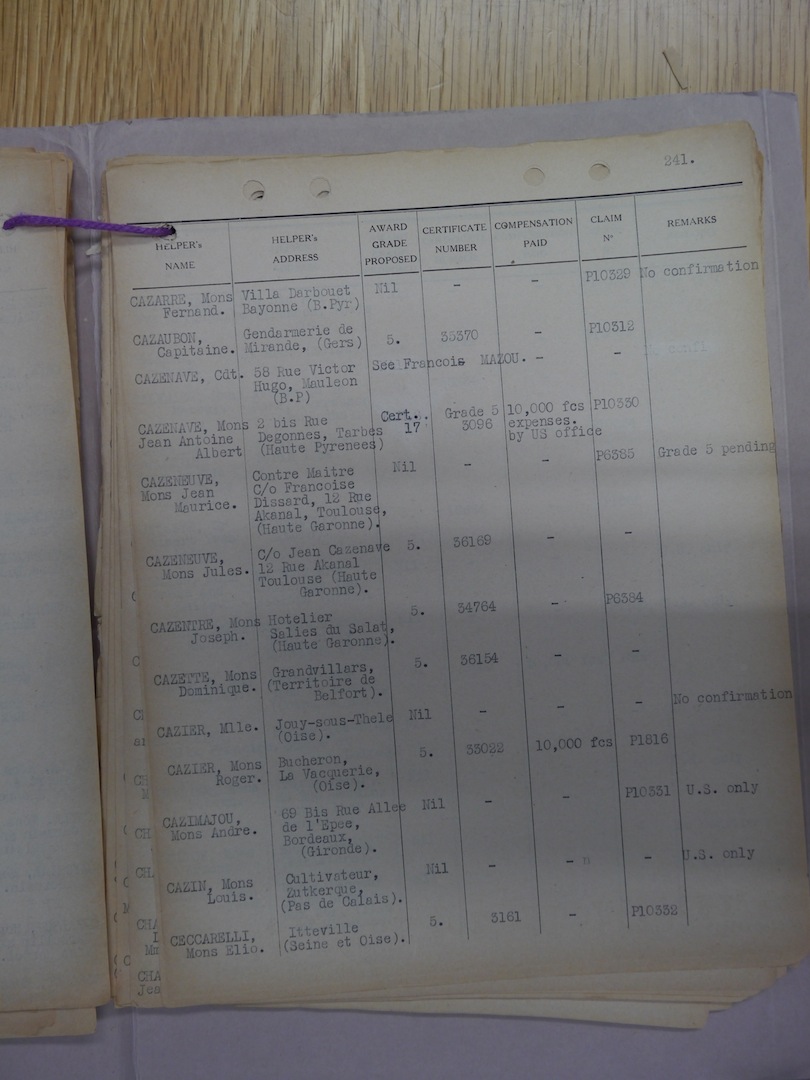 241.
HELPER's NAME | HELPER's ADDRESS | AWARD GRADE PROPOSED | CERTIFICATE NUMBER | COMPENSATION PAID | CLAIM Nº | REMARKS
CAZARRE, Mons Villa Darbouet Nil - - P10329 No confirmation
Fernand. Bayonne (B.Pyr)
CAZAUBON, Gendarmerie de 5. 35370 - P10312
Capitaine. Mirande, (Gers)
CAZENAVE, Cdt. 58 Rue Victor See Francois MAZOU. - -
Hugo, Mauleon
(B.P)
CAZENAVE, Mons 2 bis Rue Cert.. Grade 5 10,000 fcs P10330
Jean Antoine Degonnes, Tarbes 17 3096 expenses.
Albert (Haute Pyrenees) by US office
CAZENEUVE, Contre Maitre Nil - - P6385 Grade 5 pending
Mons Jean C/o Francoise
Maurice. Dissard, 12 Rue
Akanal, Toulouse,
(Haute Garonne).
CAZENEUVE, C/o Jean Cazenave 5. 36169 - -
Mons Jules. 12 Rue Akanal
Toulouse (Haute
Garonne).
CAZENTRE, Mons Hotelier 5. 34764 - P6384
Joseph. Salies du Salat,
(Haute Garonne).
CAZETTE, Mons Grandvillars, 5. 36154 - -
Dominique. (Territoire de
Belfort).
CAZIER, Mlle. Jouy-sous-Thele Nil - - - No confirmation
(Oise).
CAZIER, Mons Bucheron, 5. 33022 10,000 fcs P1816
Roger. La Vacquerie,
(Oise).
CAZIMAJOU, 69 Bis Rue Allee Nil - - P10331 U.S. only
Mons Andre. de l'Epee,
Bordeaux,
(Gironde).
CAZIN, Mons Cultivateur, Nil - - - U.S. only
Louis. Zutkerque,
(Pas de Calais).
CECCARELLI, Itteville 5. 3161 - P10332
Mons Elio. (Seine et Oise).